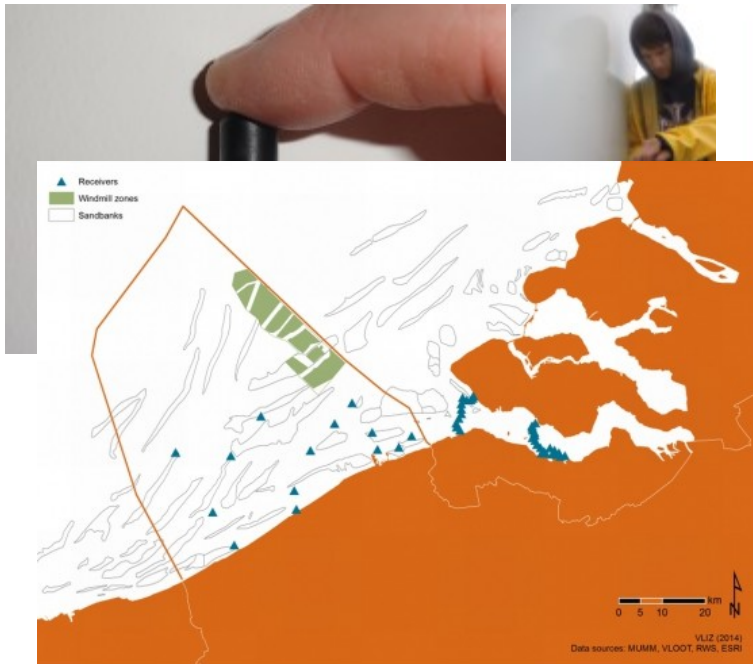 Receivers
Windmill zones
Sandbanks
km
0 5 10 20
VLIZ (2014)
Data sources: MUMM, VLOOT, RWS, ESRI